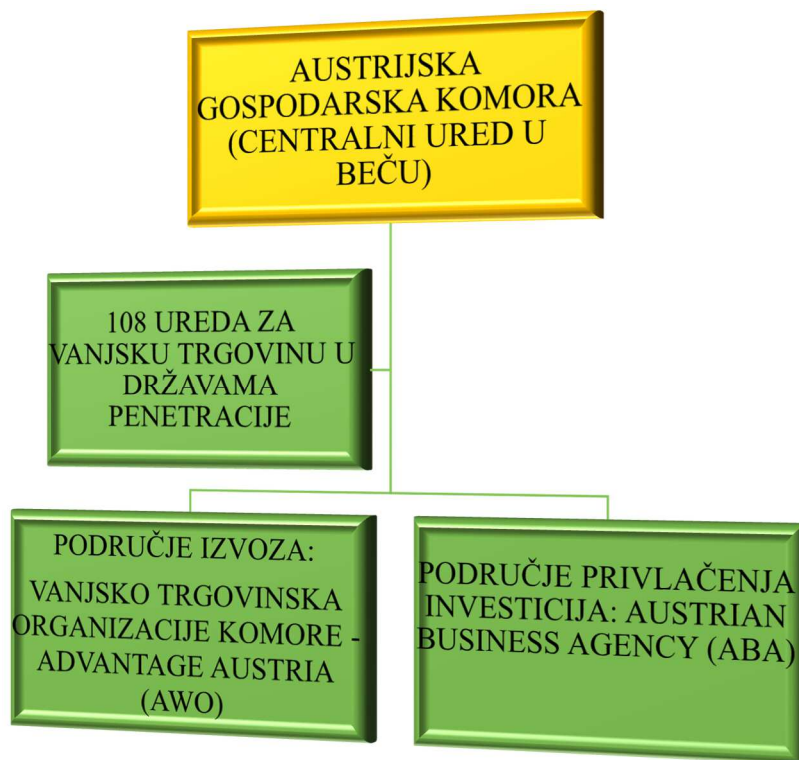 AUSTRIJSKA
GOSPODARSKA KOMORA
(CENTRALNI URED U
BEČU)
108 UREDA ZA
VANJSKU TRGOVINU U
DRŽAVAMA
PENETRACIJE
PODRUČJE IZVOZA:
VANJSKO TRGOVINSKA
ORGANIZACIJE KOMORE -
ADVANTAGE AUSTRIA
(AWO)
PODRUČJE PRIVLAČENJA
INVESTICIJA: AUSTRIAN
BUSINESS AGENCY (ABA)